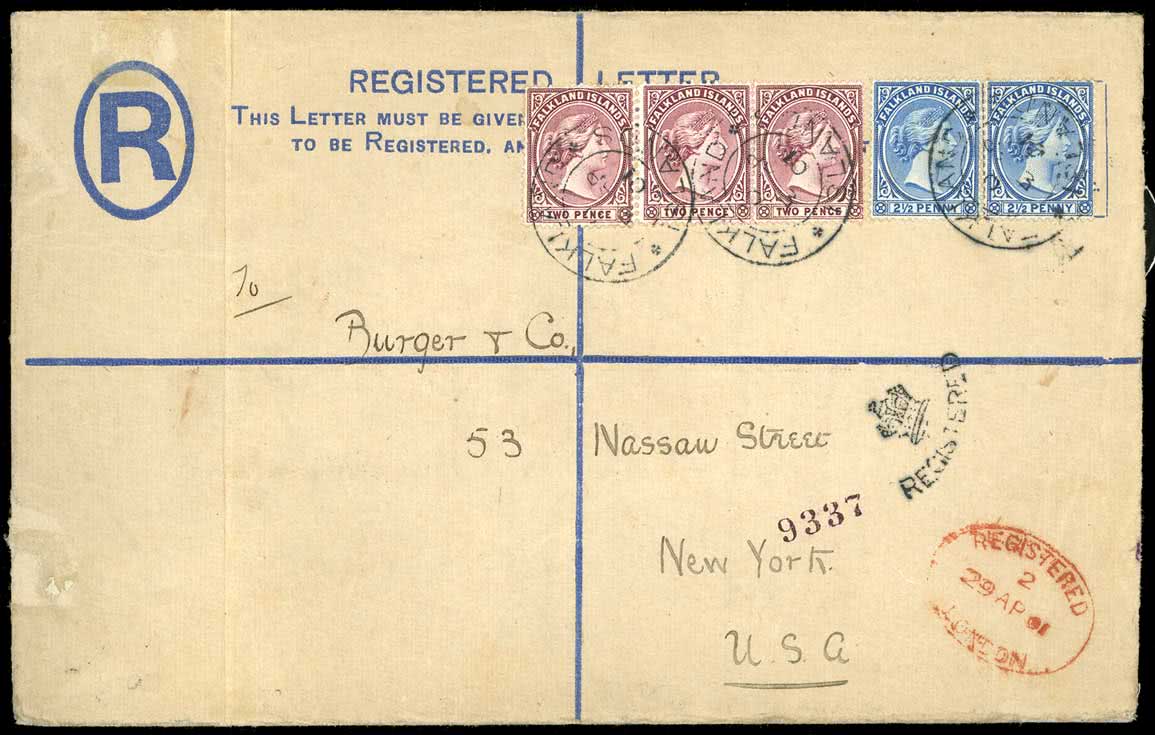 R
REGISTERED LETTER
THIS LETTER MUST BE GIVEN
TO BE REGISTERED, AN
FALKLAND ISLANDS FALKLAND ISLANDS FALKLAND ISLANDS FALKLAND ISLANDS FALKLAND ISLANDS
TWO PENCE TWO PENCE TWO PENCE 2½ PENNY 2½ PENNY
To
Burger & Co.,
53 Nassaw Street
REGISTERED
9337
New York.
U. S. A
REGISTERED
2
29 AP 01
LONDON